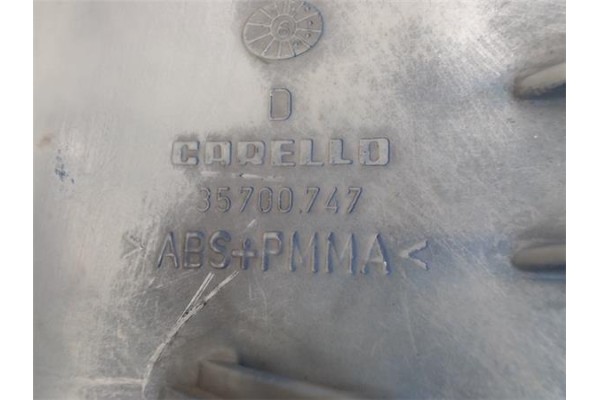 D
CARELLO
35700.747
>ABS+PMMA<